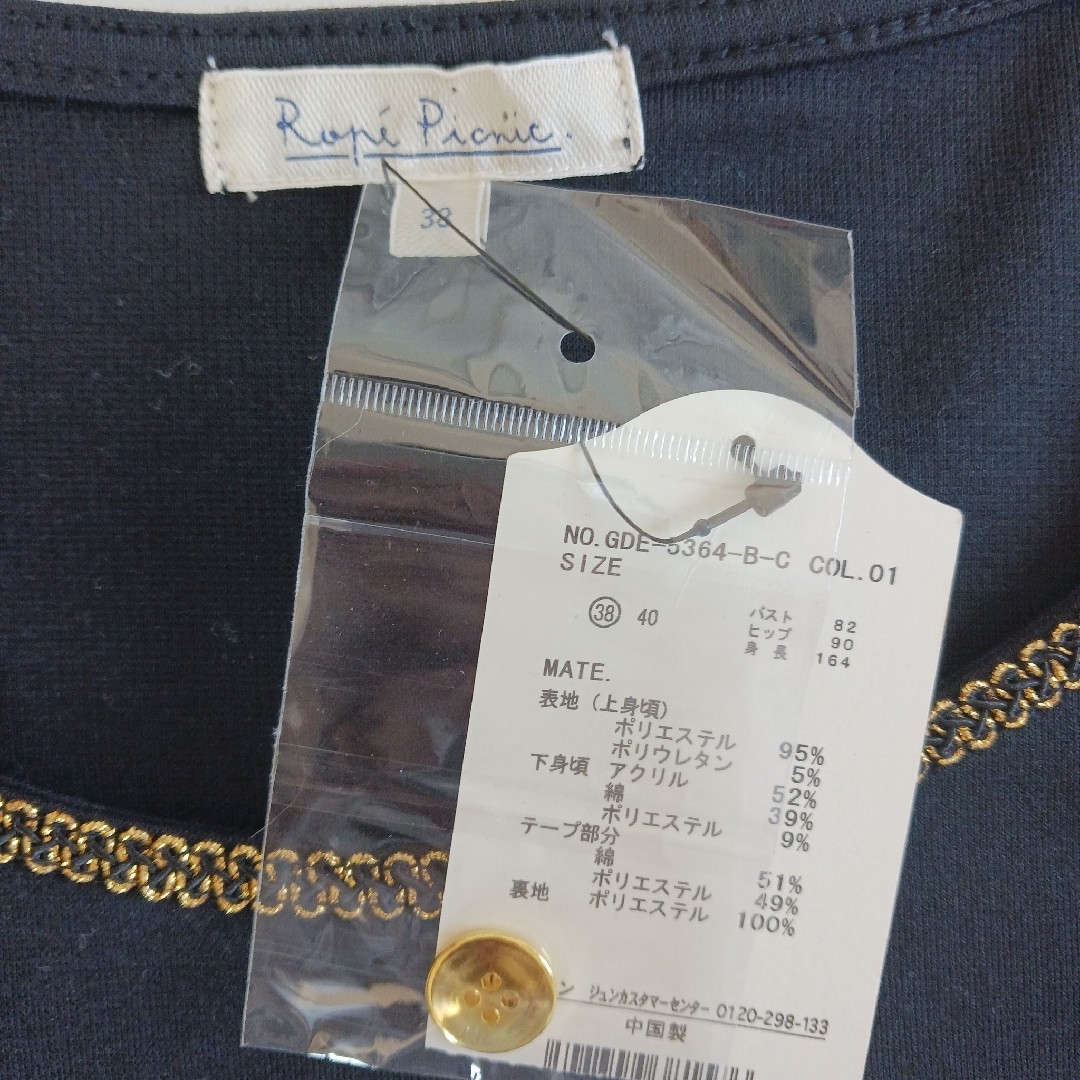 Ropé Picnic.
38
NO.GDE-5364-B-C COL.01
SIZE
38 40
バスト 82
ヒップ 90
身長 164
MATE.
表地(上身頃)
ポリエステル 95%
ポリウレタン 5%
下身頃 アクリル 52%
綿 39%
ポリエステル 9%
テープ部分
綿 51%
ポリエステル 49%
裏地 ポリエステル 100%
ン ジュンカスタマーセンター 0120-298-133
中国製